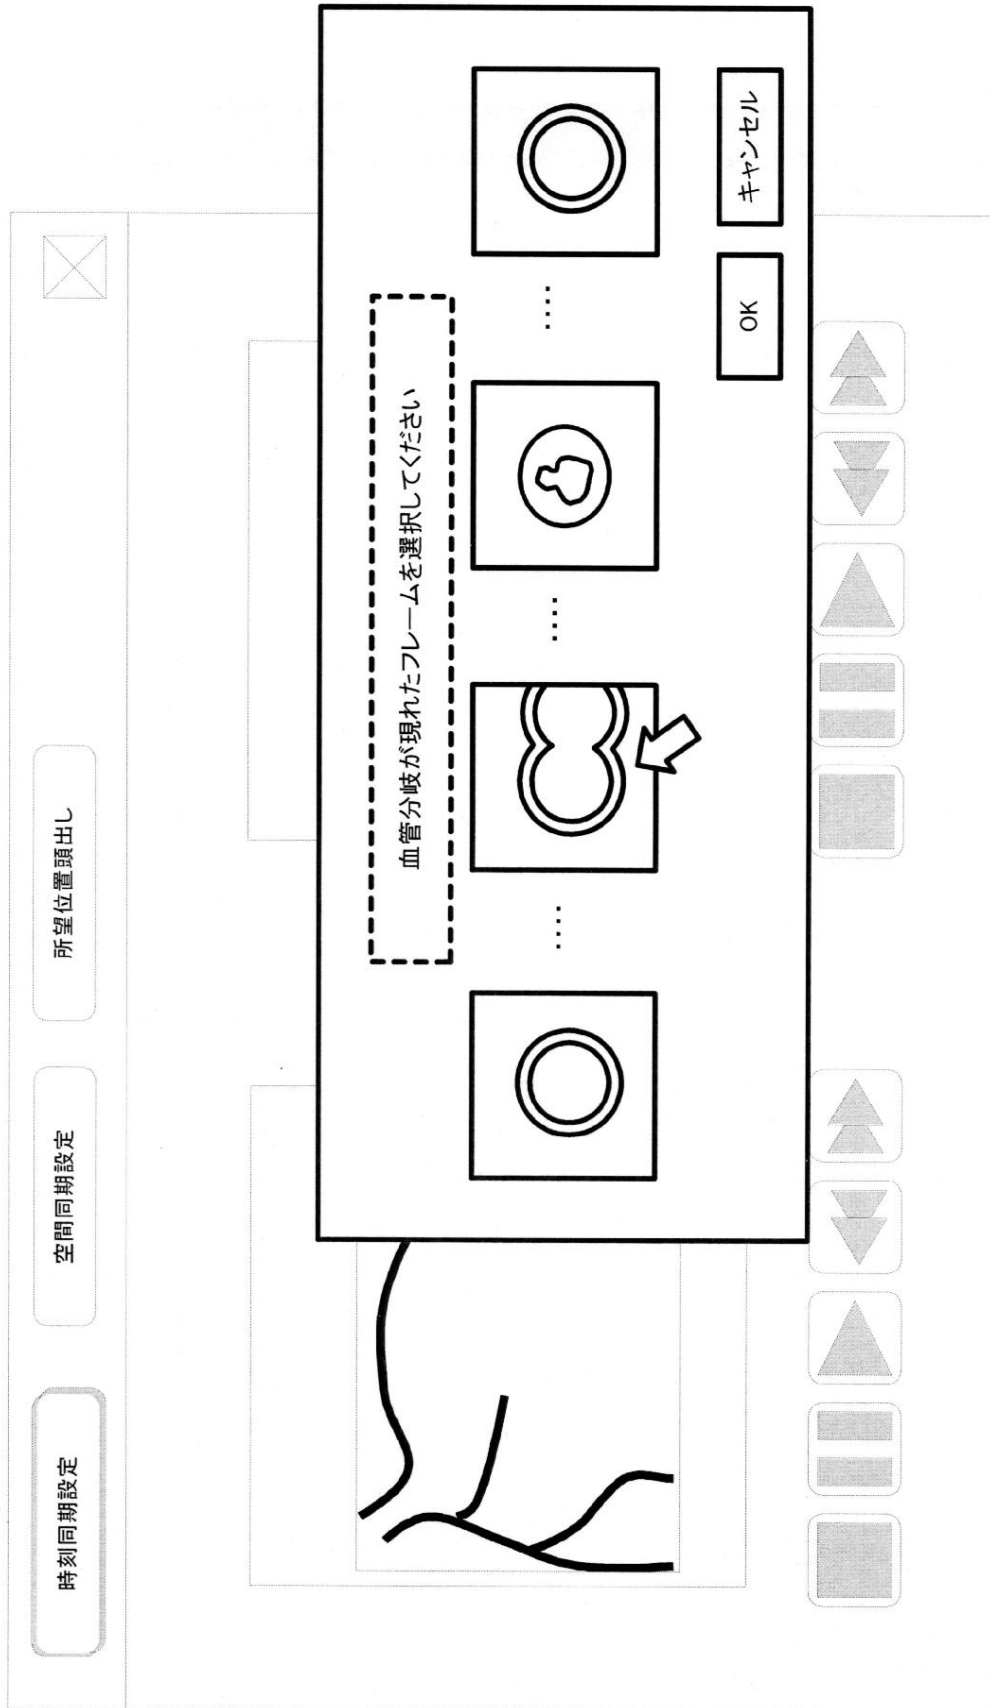 時刻同期設定
空間同期設定
所望位置頭出し
血管分岐が現れたフレームを選択してください
‥‥
‥‥
‥‥
OK
キャンセル